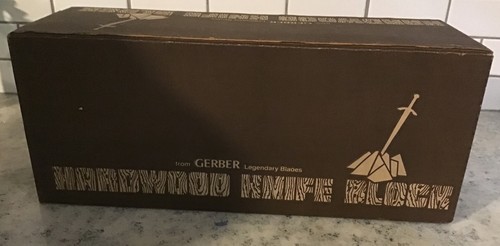 from GERBER Legendary Blades
HARDWOOD KNIFE BLOCK